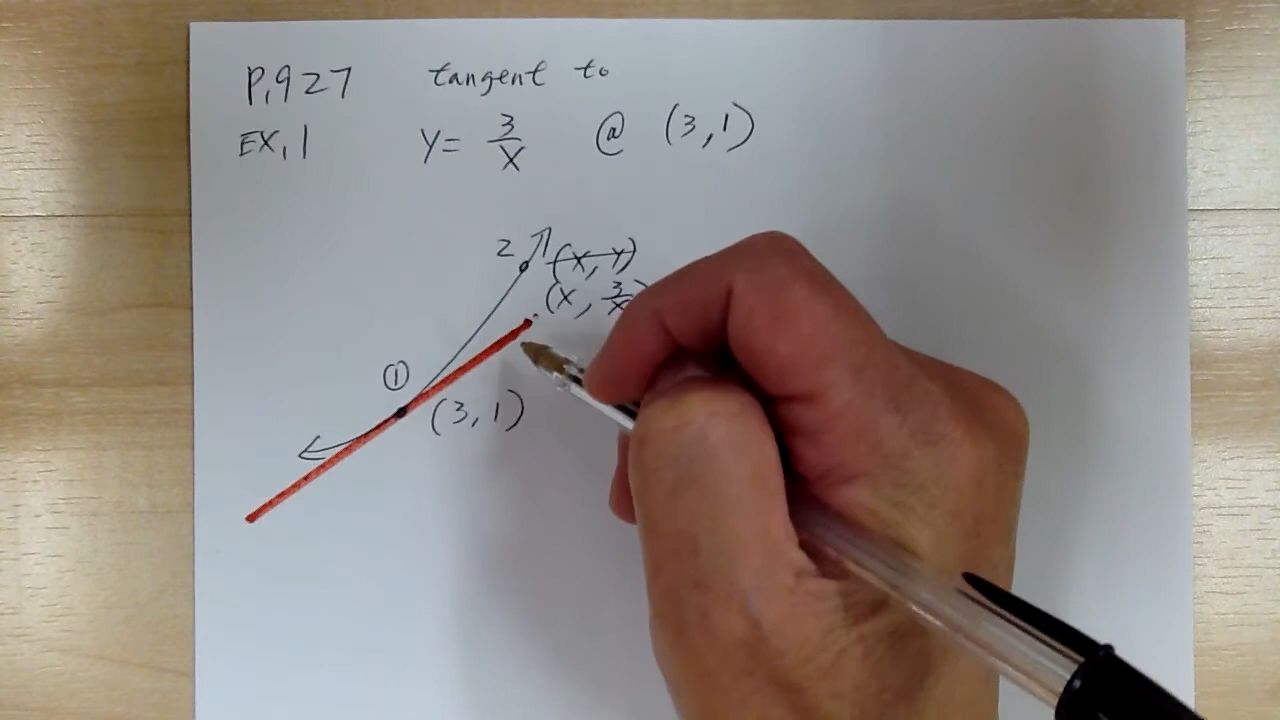 P.927 tangent to
EX.1 y= 3/x @ (3,1)
2 (x, y)
(x, 3/x)
①
(3,1)